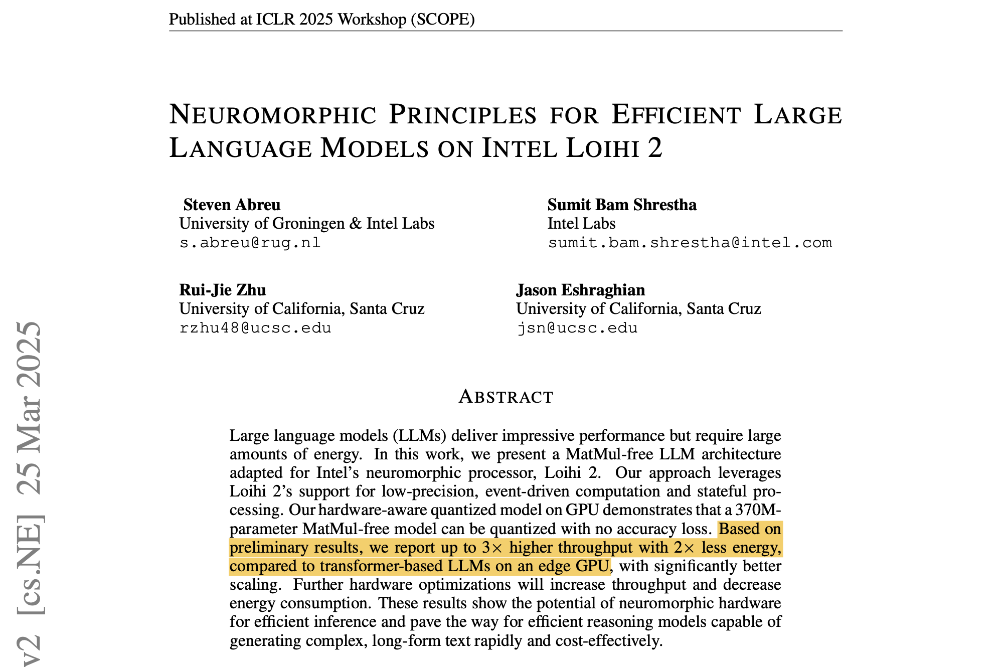 Published at ICLR 2025 Workshop (SCOPE)
NEUROMORPHIC PRINCIPLES FOR EFFICIENT LARGE
LANGUAGE MODELS ON INTEL LOIHI 2
Steven Abreu
University of Groningen & Intel Labs
s.abreu@rug.nl
Sumit Bam Shrestha
Intel Labs
sumit.bam.shrestha@intel.com
Rui-Jie Zhu
University of California, Santa Cruz
rzhu48@ucsc.edu
Jason Eshraghian
University of California, Santa Cruz
jsn@ucsc.edu
ABSTRACT
Large language models (LLMs) deliver impressive performance but require large
amounts of energy. In this work, we present a MatMul-free LLM architecture
adapted for Intel's neuromorphic processor, Loihi 2. Our approach leverages
Loihi 2's support for low-precision, event-driven computation and stateful pro-
cessing. Our hardware-aware quantized model on GPU demonstrates that a 370M-
parameter MatMul-free model can be quantized with no accuracy loss. Based on
preliminary results, we report up to 3× higher throughput with 2× less energy,
compared to transformer-based LLMs on an edge GPU, with significantly better
scaling. Further hardware optimizations will increase throughput and decrease
energy consumption. These results show the potential of neuromorphic hardware
for efficient inference and pave the way for efficient reasoning models capable of
generating complex, long-form text rapidly and cost-effectively.
v2 [cs.NE] 25 Mar 2025